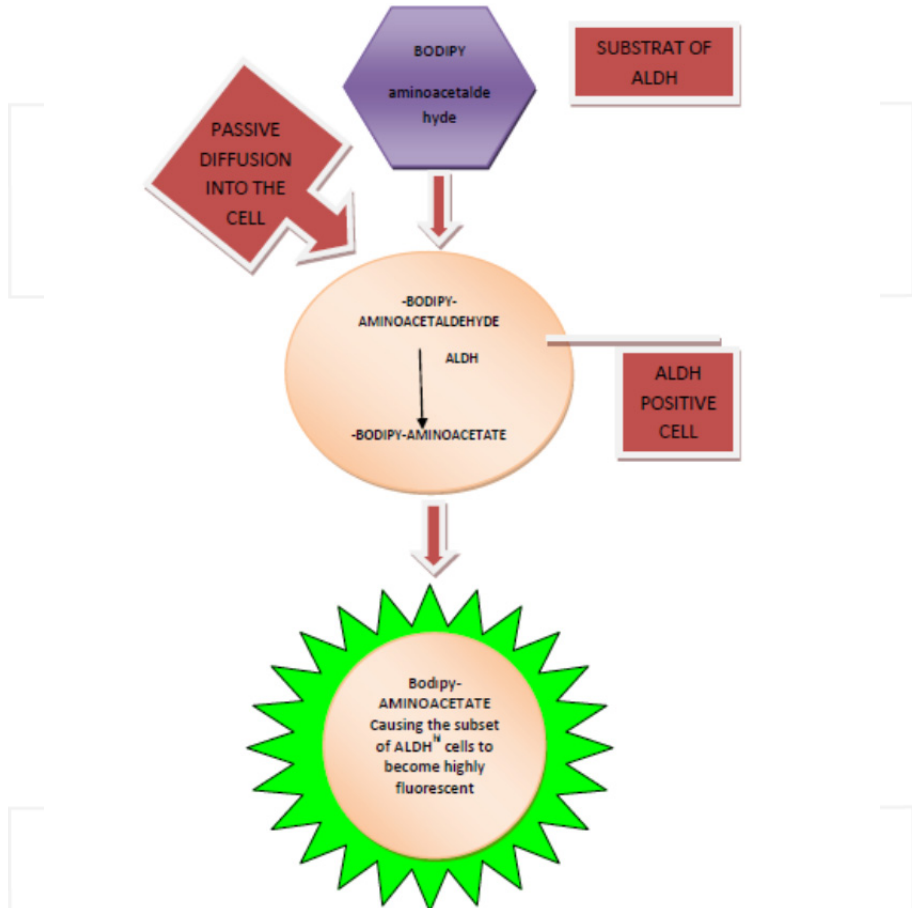 BODIPY
aminoacetalde
hyde
SUBSTRAT OF
ALDH
PASSIVE
DIFFUSION
INTO THE
CELL
-BODIPY-
AMINOACETALDEHYDE
ALDH
-BODIPY-AMINOACETATE
ALDH
POSITIVE
CELL
Bodipy-
AMINOACETATE
Causing the subset
of ALDHʰⁱ cells to
become highly
fluorescent